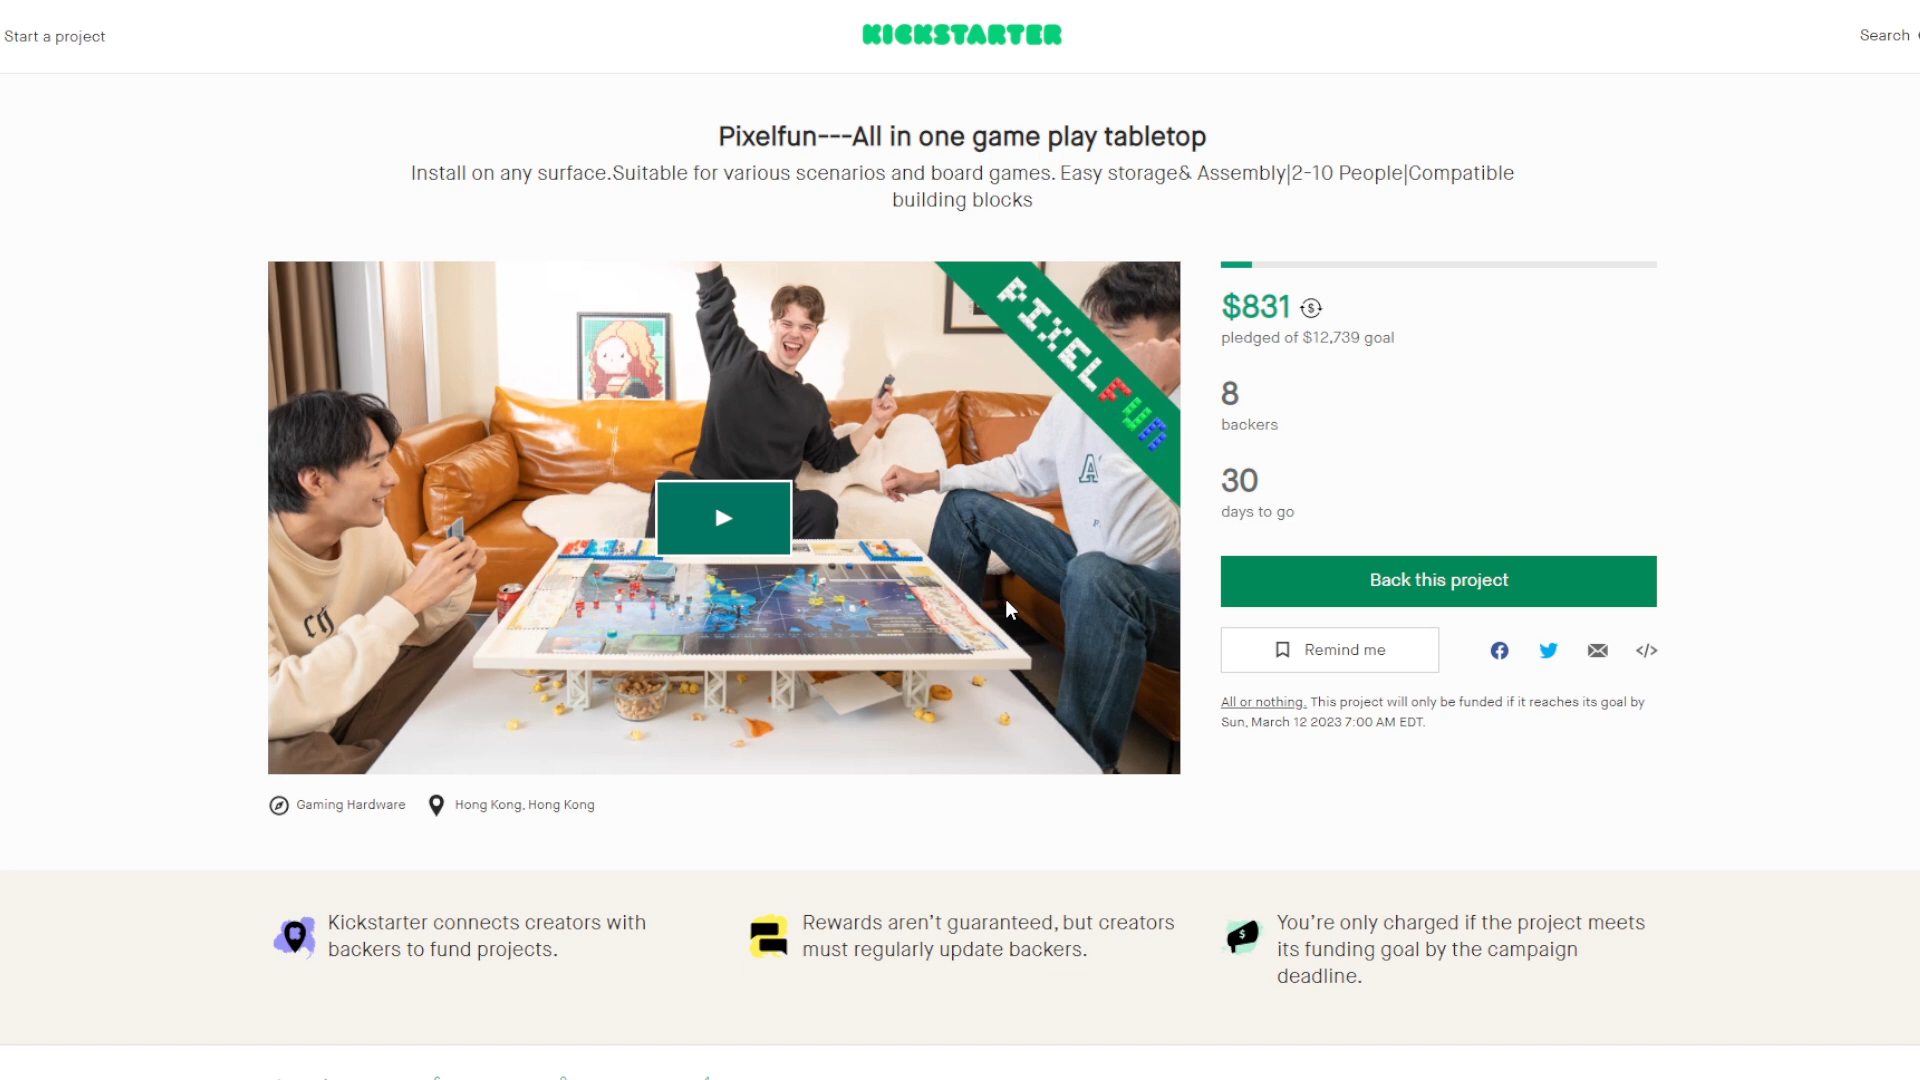 Start a project
KICKSTARTER
Search
Pixelfun---All in one game play tabletop
Install on any surface.Suitable for various scenarios and board games. Easy storage& Assembly|2-10 People|Compatible
building blocks
PIXELFUN
$831
pledged of $12,739 goal
8
backers
30
days to go
Back this project
Remind me
All or nothing. This project will only be funded if it reaches its goal by
Sun, March 12 2023 7:00 AM EDT.
Gaming Hardware
Hong Kong, Hong Kong
Kickstarter connects creators with
backers to fund projects.
Rewards aren't guaranteed, but creators
must regularly update backers.
You're only charged if the project meets
its funding goal by the campaign
deadline.